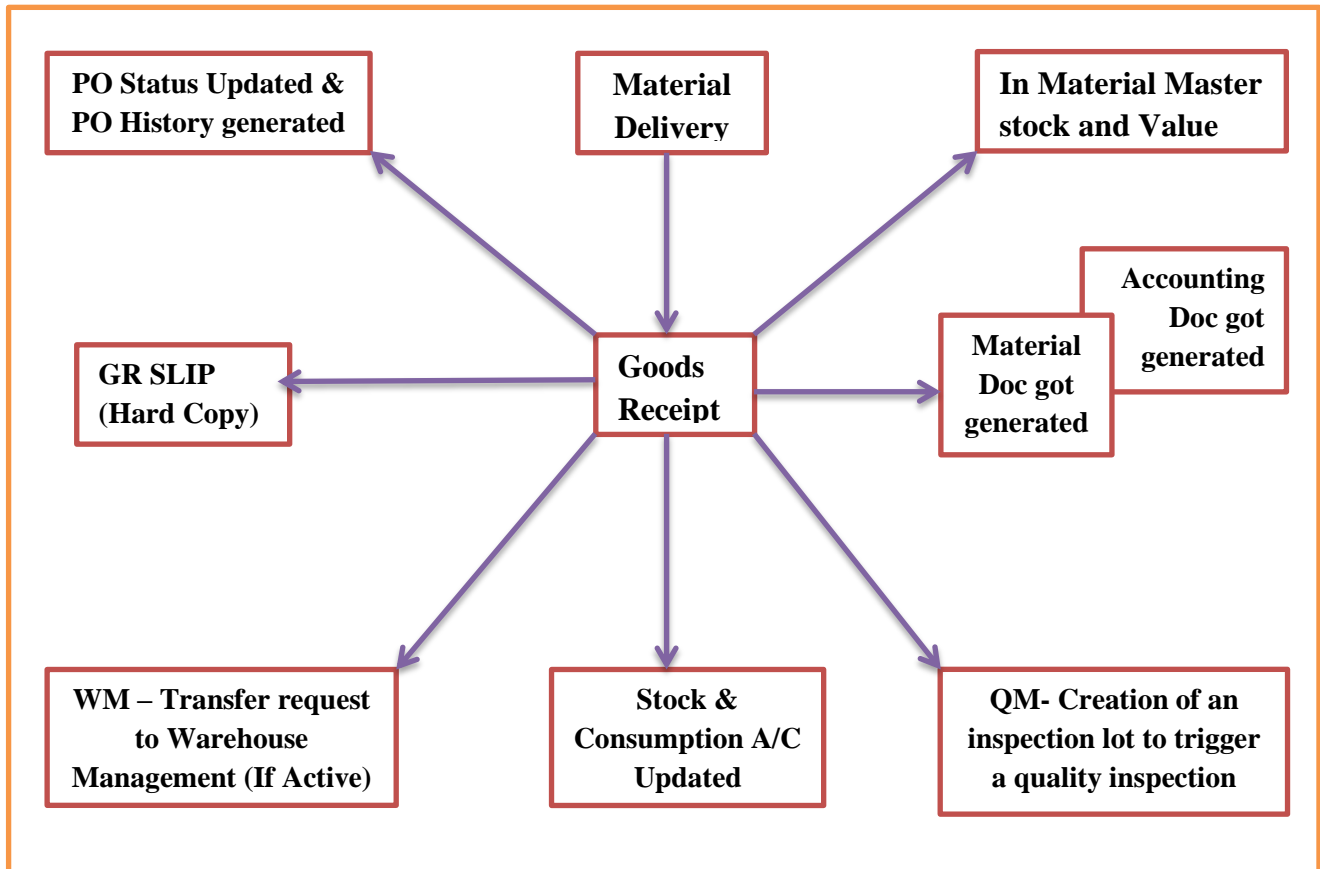 PO Status Updated &
PO History generated
Material
Delivery
In Material Master
stock and Value
Accounting
Doc got
generated
Material
Doc got
generated
GR SLIP
(Hard Copy)
Goods
Receipt
WM – Transfer request
to Warehouse
Management (If Active)
Stock &
Consumption A/C
Updated
QM- Creation of an
inspection lot to trigger
a quality inspection